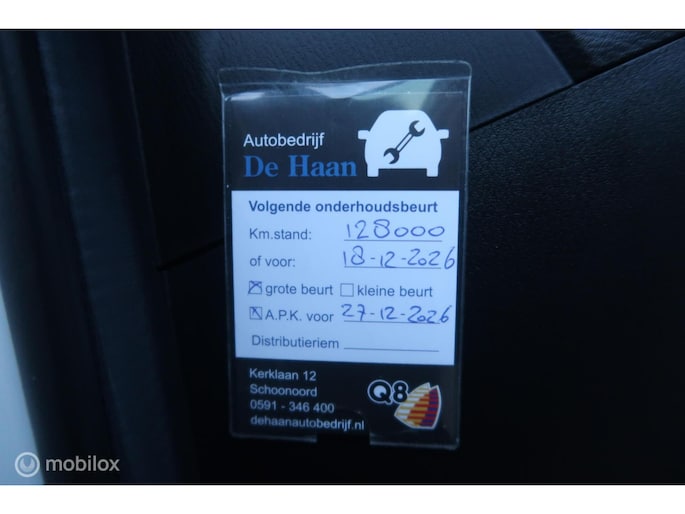 Autobedrijf
De Haan
Volgende onderhoudsbeurt
Km.stand: 128000
of voor: 18-12-2026
grote beurt kleine beurt
A.P.K. voor 27-12-2026
Distributieriem
Kerklaan 12
Schoonoord
0591 - 346 400
dehaanautobedrijf.nl
Q8
mobilox